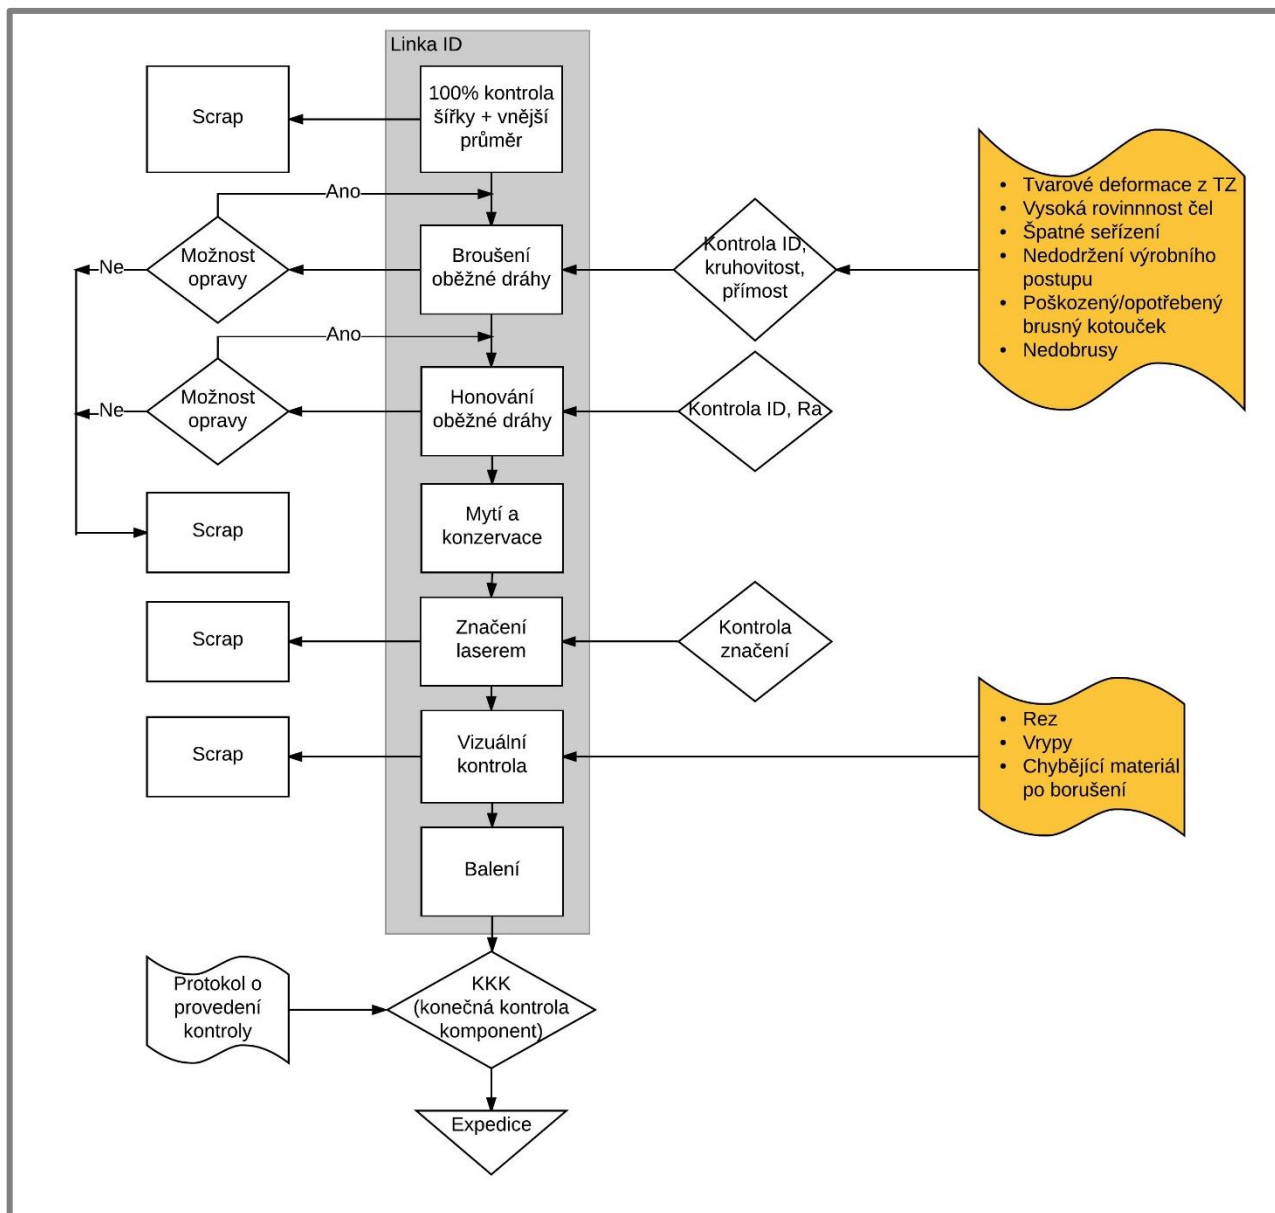 Linka ID
Scrap
100% kontrola
šířky + vnější
průměr
Ano
Ne
Možnost
opravy
Broušení
oběžné dráhy
Kontrola ID,
kruhovitost,
přímost
• Tvarové deformace z TZ
• Vysoká rovinnnost čel
• Špatné seřízení
• Nedodržení výrobního
postupu
• Poškozený/opotřebený
brusný kotouček
• Nedobrusy
Ano
Ne
Možnost
opravy
Honování
oběžné dráhy
Kontrola ID, Ra
Scrap
Mytí a
konzervace
Scrap
Značení
laserem
Kontrola
značení
Scrap
Vizuální
kontrola
• Rez
• Vrypy
• Chybějící materiál
po borušení
Balení
Protokol o
provedení
kontroly
KKK
(konečná kontrola
komponent)
Expedice